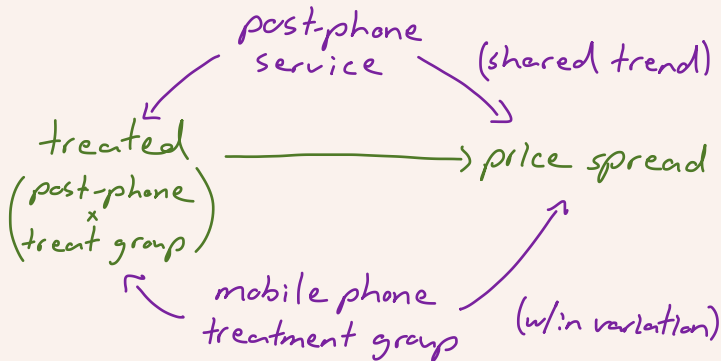 post-phone
service
(shared trend)
treated
price spread
(post-phone
x
treat group)
mobile phone
treatment group
(w/in variation)